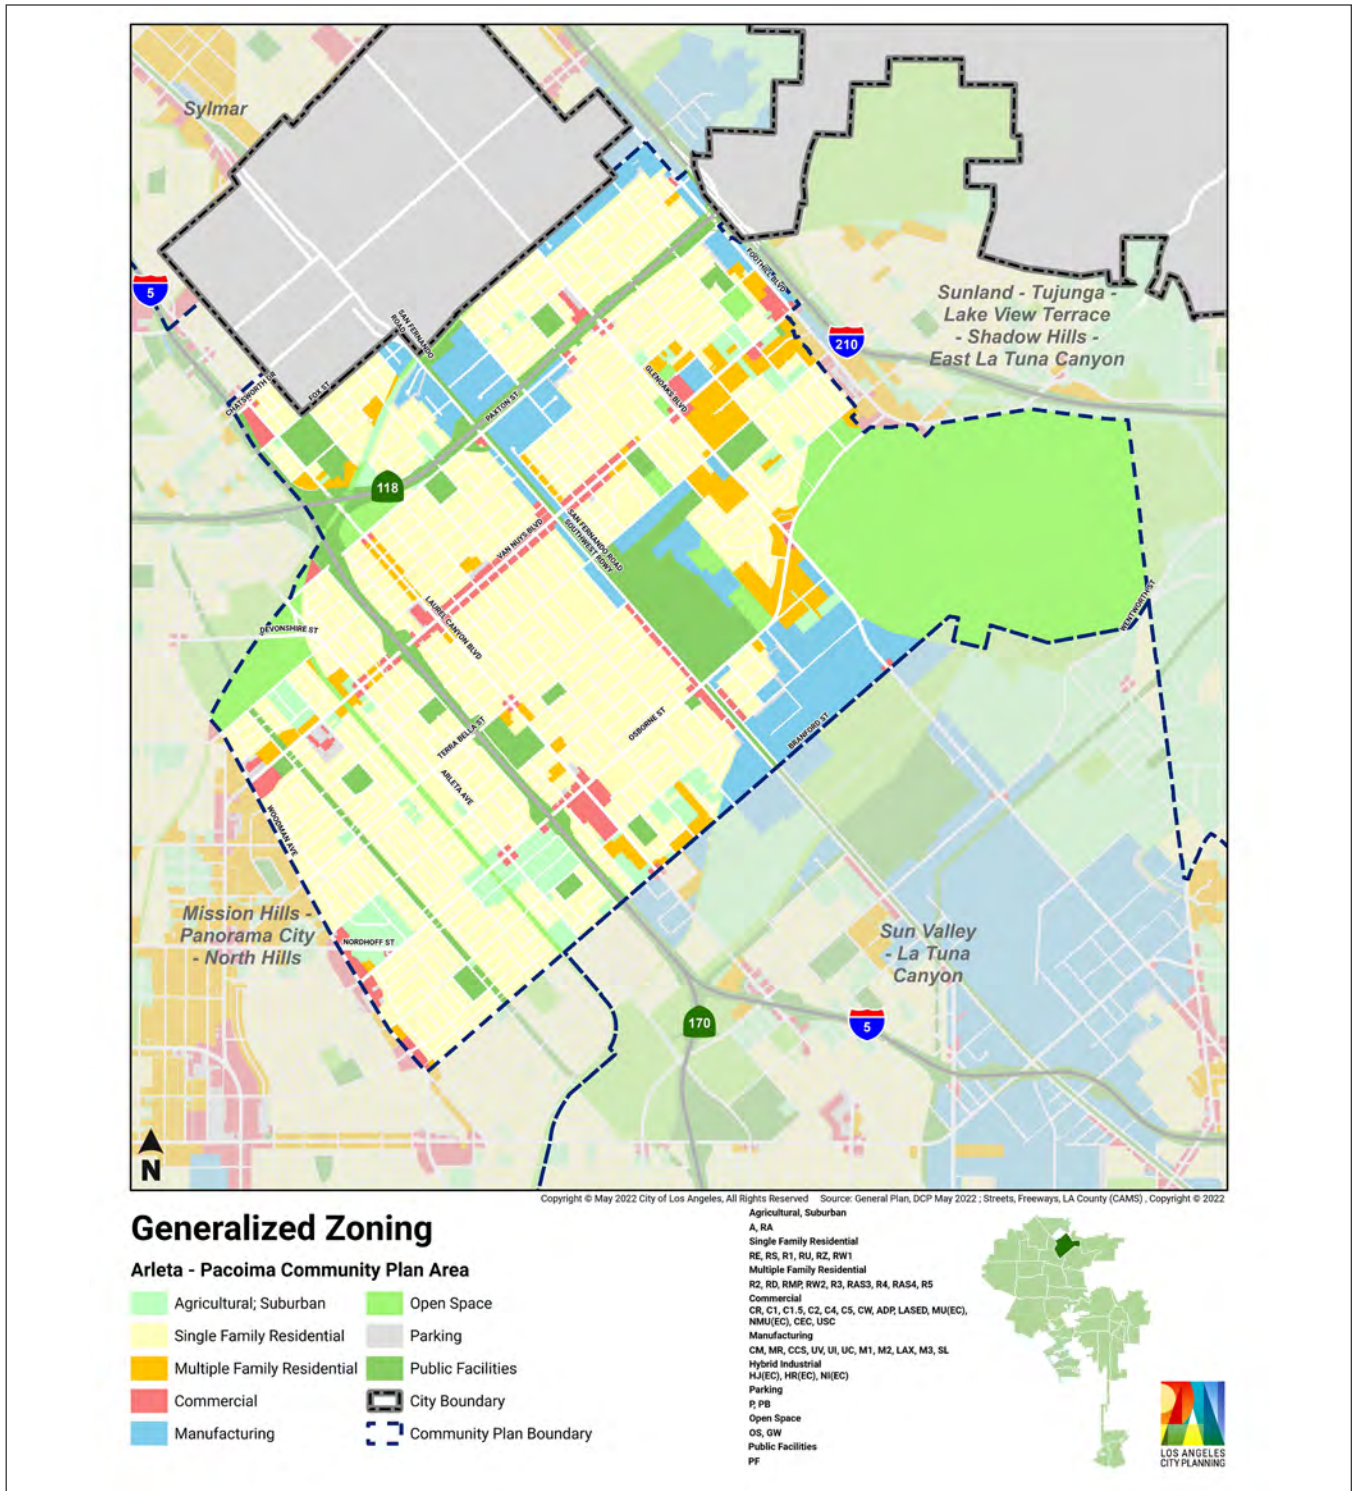 Sylmar
5
SAN FERNANDO
ROAD
FOOTHILL BLVD
Sunland - Tujunga -
Lake View Terrace
- Shadow Hills -
East La Tuna Canyon
210
CHATSWORTH DR
FOX ST
PAXTON ST
GLENOAKS BLVD
118
VAN NUYS BLVD
SAN FERNANDO ROAD
SOUTHWEST RDWY
LAUREL CANYON BLVD
DEVONSHIRE ST
WENTWORTH ST
TERRA BELLA ST
OSBORNE ST
BRANFORD ST
ARLETA AVE
WOODMAN AVE
Mission Hills -
Panorama City
- North Hills
NORDHOFF ST
Sun Valley
- La Tuna
Canyon
170
5
N
Copyright © May 2022 City of Los Angeles, All Rights Reserved Source: General Plan, DCP May 2022 ; Streets, Freeways, LA County (CAMS) , Copyright © 2022
Generalized Zoning
Arleta - Pacoima Community Plan Area
Agricultural; Suburban
Single Family Residential
Multiple Family Residential
Commercial
Manufacturing
Open Space
Parking
Public Facilities
City Boundary
Community Plan Boundary
Agricultural, Suburban
A, RA
Single Family Residential
RE, RS, R1, RU, RZ, RW1
Multiple Family Residential
R2, RD, RMP, RW2, R3, RAS3, R4, RAS4, R5
Commercial
CR, C1, C1.5, C2, C4, C5, CW, ADP, LASED, MU(EC),
NMU(EC), CEC, USC
Manufacturing
CM, MR, CCS, UV, UI, UC, M1, M2, LAX, M3, SL
Hybrid Industrial
HJ(EC), HR(EC), NI(EC)
Parking
P, PB
Open Space
OS, GW
Public Facilities
PF
PLAN
LOS ANGELES
CITY PLANNING